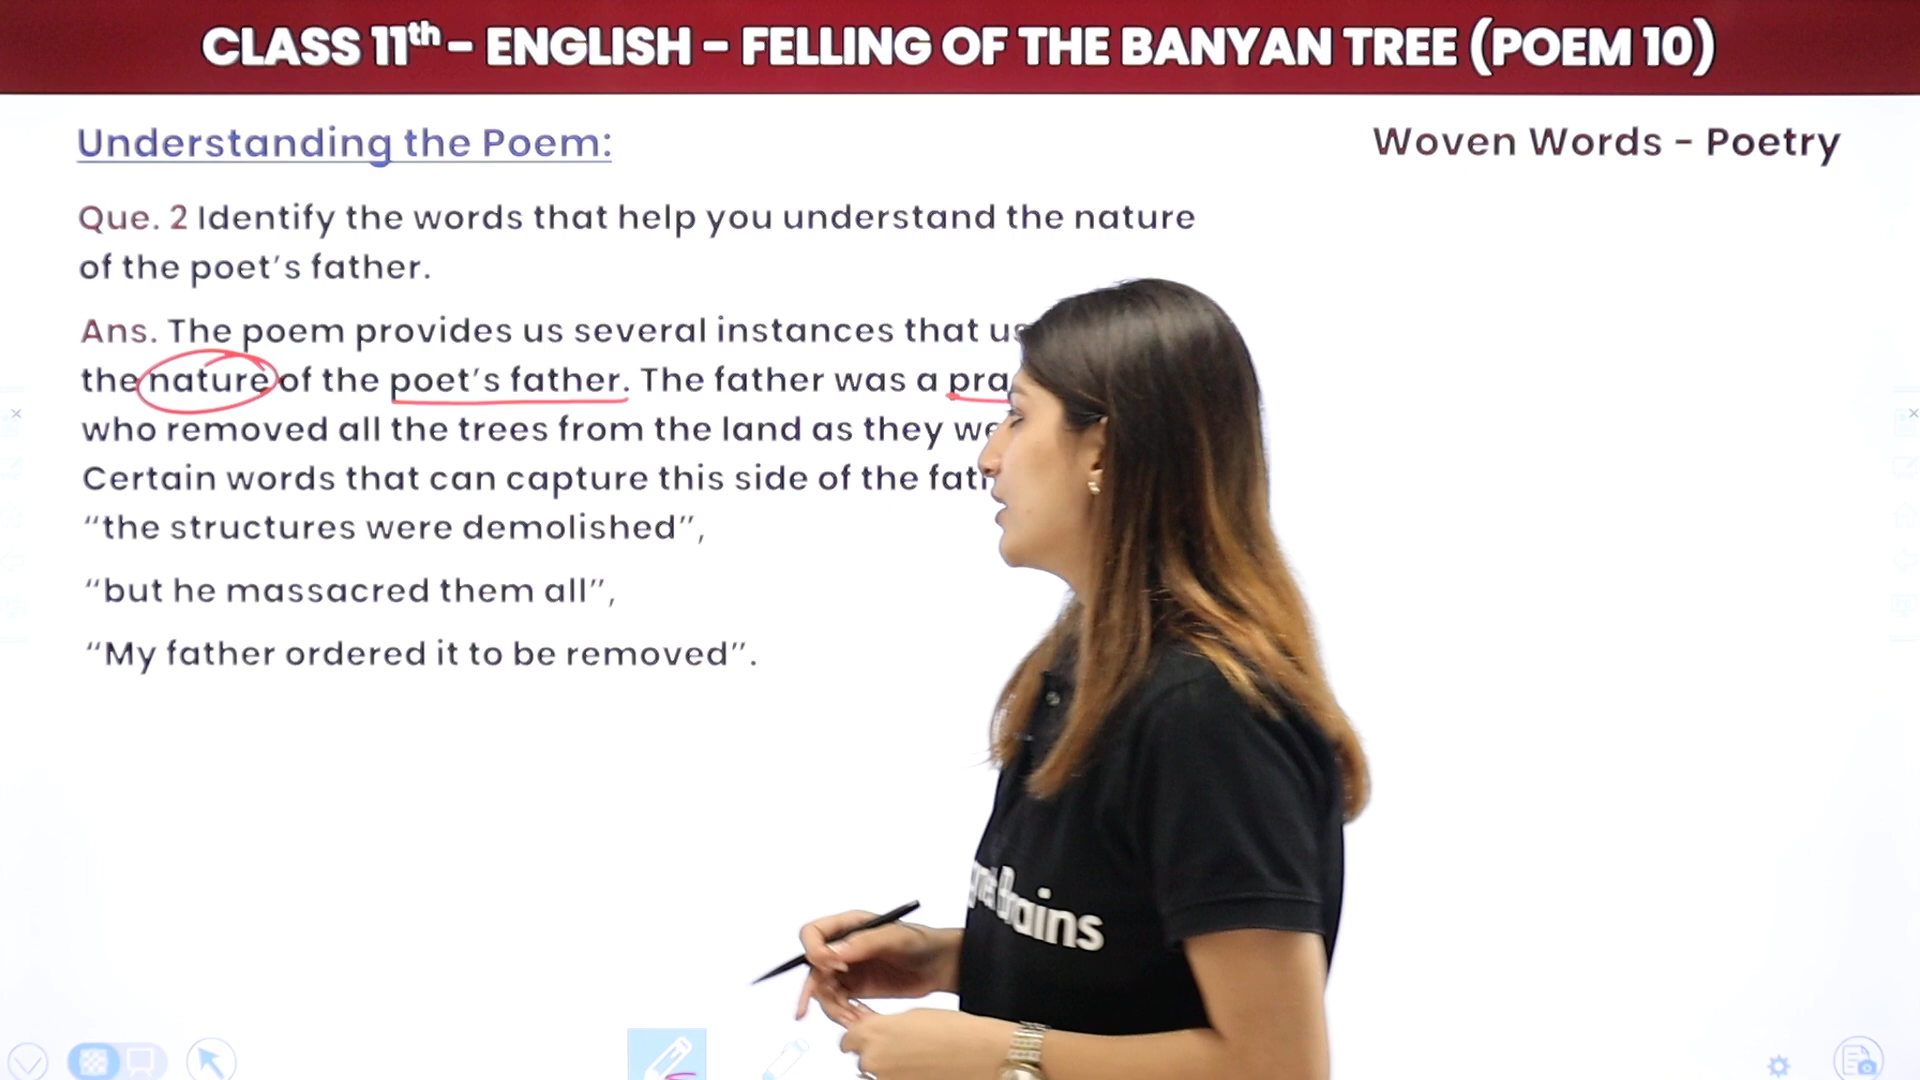 CLASS 11th - ENGLISH - FELLING OF THE BANYAN TREE (POEM 10)
Understanding the Poem:
Woven Words - Poetry
Que. 2 Identify the words that help you understand the nature
of the poet's father.
Ans. The poem provides us several instances that us
the nature of the poet's father. The father was a pra
who removed all the trees from the land as they we
Certain words that can capture this side of the fath
“the structures were demolished”,
“but he massacred them all”,
“My father ordered it to be removed”.
Brains